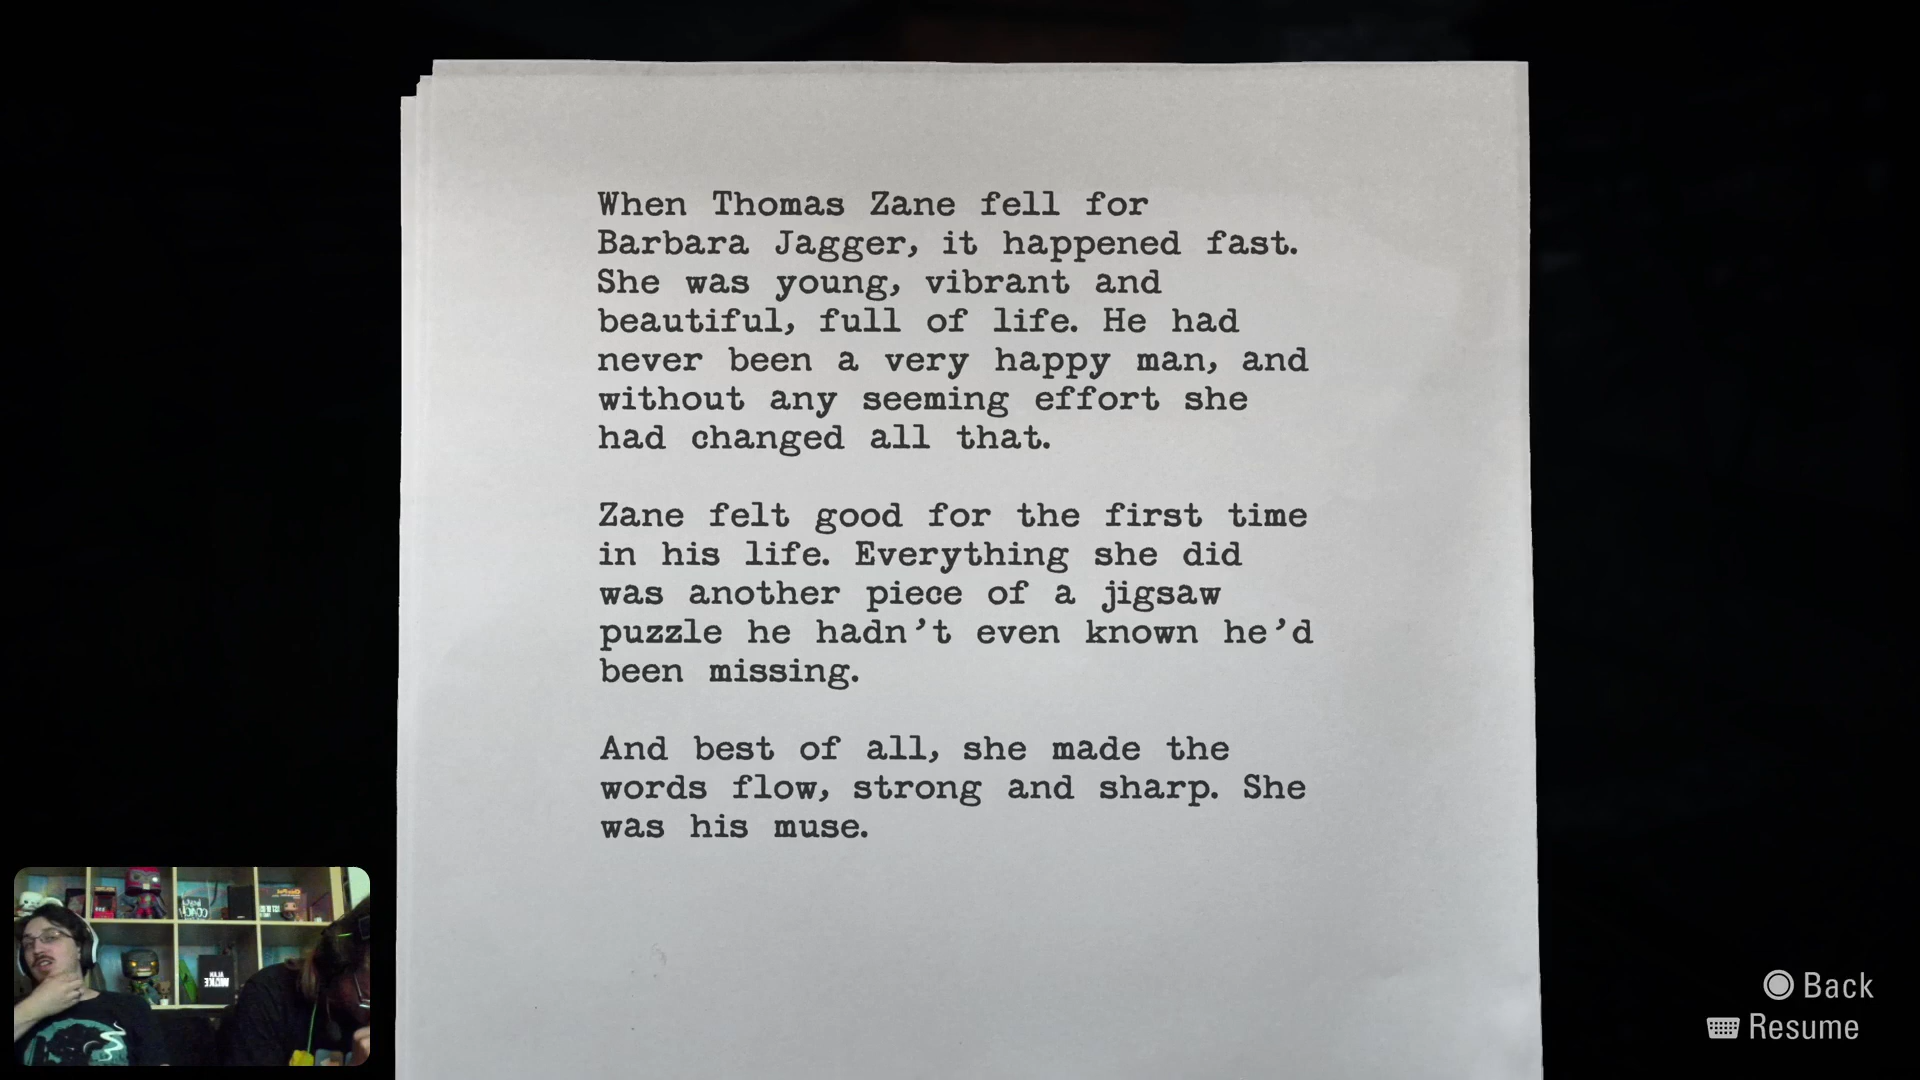 When Thomas Zane fell for
Barbara Jagger, it happened fast.
She was young, vibrant and
beautiful, full of life. He had
never been a very happy man, and
without any seeming effort she
had changed all that.
Zane felt good for the first time
in his life. Everything she did
was another piece of a jigsaw
puzzle he hadn’t even known he’d
been missing.
And best of all, she made the
words flow, strong and sharp. She
was his muse.
ALAN
WAKE
Back
Resume